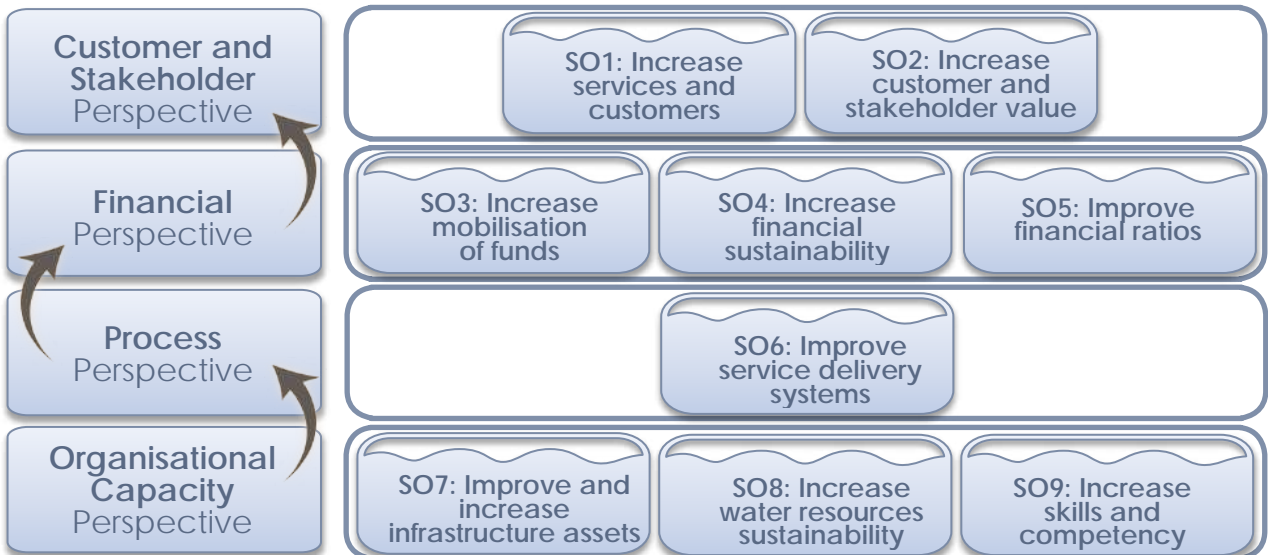 Customer and
Stakeholder
Perspective
SO1: Increase
services and
customers
SO2: Increase
customer and
stakeholder value
Financial
Perspective
SO3: Increase
mobilisation
of funds
SO4: Increase
financial
sustainability
SO5: Improve
financial ratios
Process
Perspective
SO6: Improve
service delivery
systems
Organisational
Capacity
Perspective
SO7: Improve and
increase
infrastructure assets
SO8: Increase
water resources
sustainability
SO9: Increase
skills and
competency